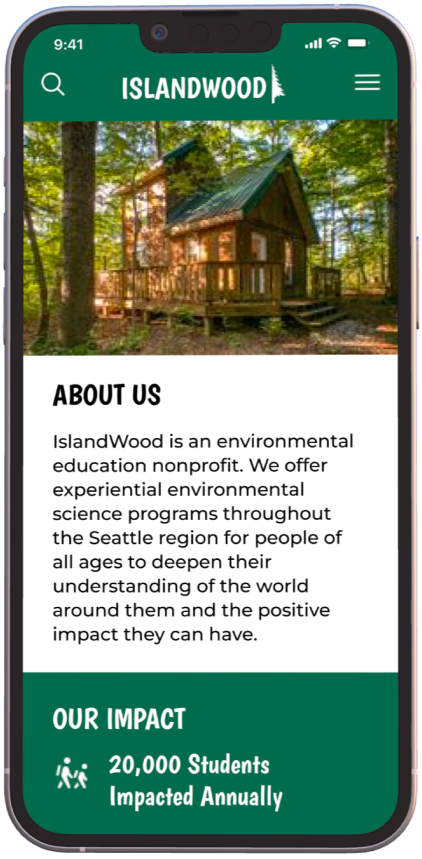 9:41
ISLANDWOOD
ABOUT US
IslandWood is an environmental
education nonprofit. We offer
experiential environmental
science programs throughout
the Seattle region for people of
all ages to deepen their
understanding of the world
around them and the positive
impact they can have.
OUR IMPACT
20,000 Students
Impacted Annually